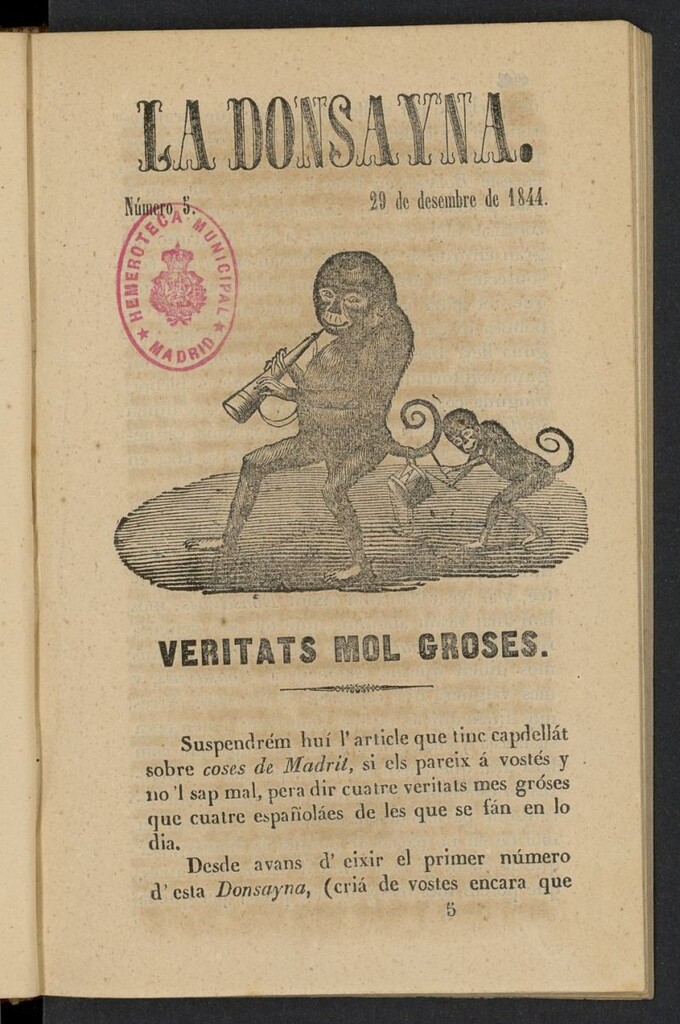 LA DONSAYNA.
Número 5.
29 de desembre de 1844.
HEMEROTECA MUNICIPAL
★ MADRID ★
VERITATS MOL GROSES.
Suspendrém huí l'article que tinc capdellát
sobre coses de Madrit, si els pareix á vostés y
no 'l sap mal, pera dir cuatre veritats mes gróses
que cuatre españoláes de les que se fán en lo
dia.
Desde avans d' eixir el primer número
d' esta Donsayna, (criá de vostes encara que
5